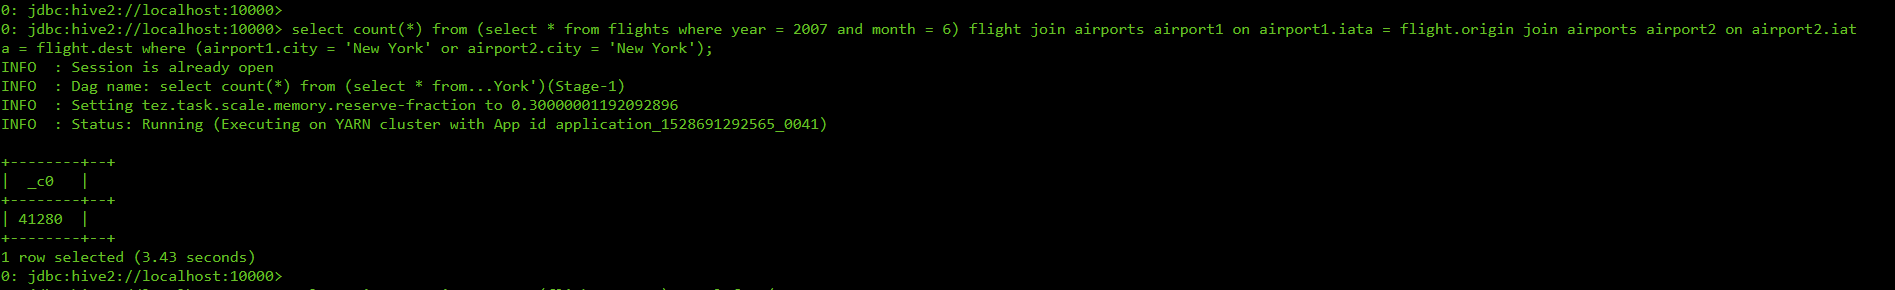 0: jdbc:hive2://localhost:10000>
0: jdbc:hive2://localhost:10000> select count(*) from (select * from flights where year = 2007 and month = 6) flight join airports airport1 on airport1.iata = flight.origin join airports airport2 on airport2.iat
a = flight.dest where (airport1.city = 'New York' or airport2.city = 'New York');
INFO  : Session is already open
INFO  : Dag name: select count(*) from (select * from...York')(Stage-1)
INFO  : Setting tez.task.scale.memory.reserve-fraction to 0.30000001192092896
INFO  : Status: Running (Executing on YARN cluster with App id application_1528691292565_0041)
+--------+--+
|  _c0   |
+--------+--+
| 41280  |
+--------+--+
1 row selected (3.43 seconds)
0: jdbc:hive2://localhost:10000>